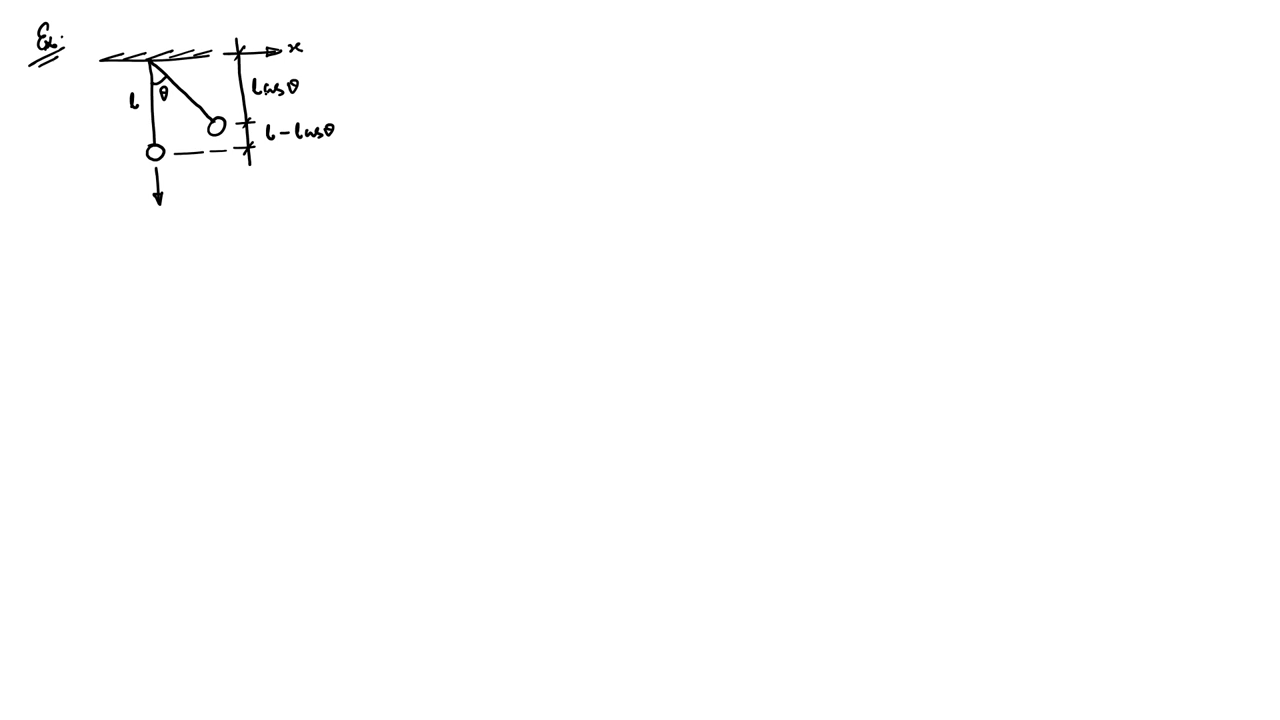 Ex.
x
l cos θ
l
θ
l - l cos θ